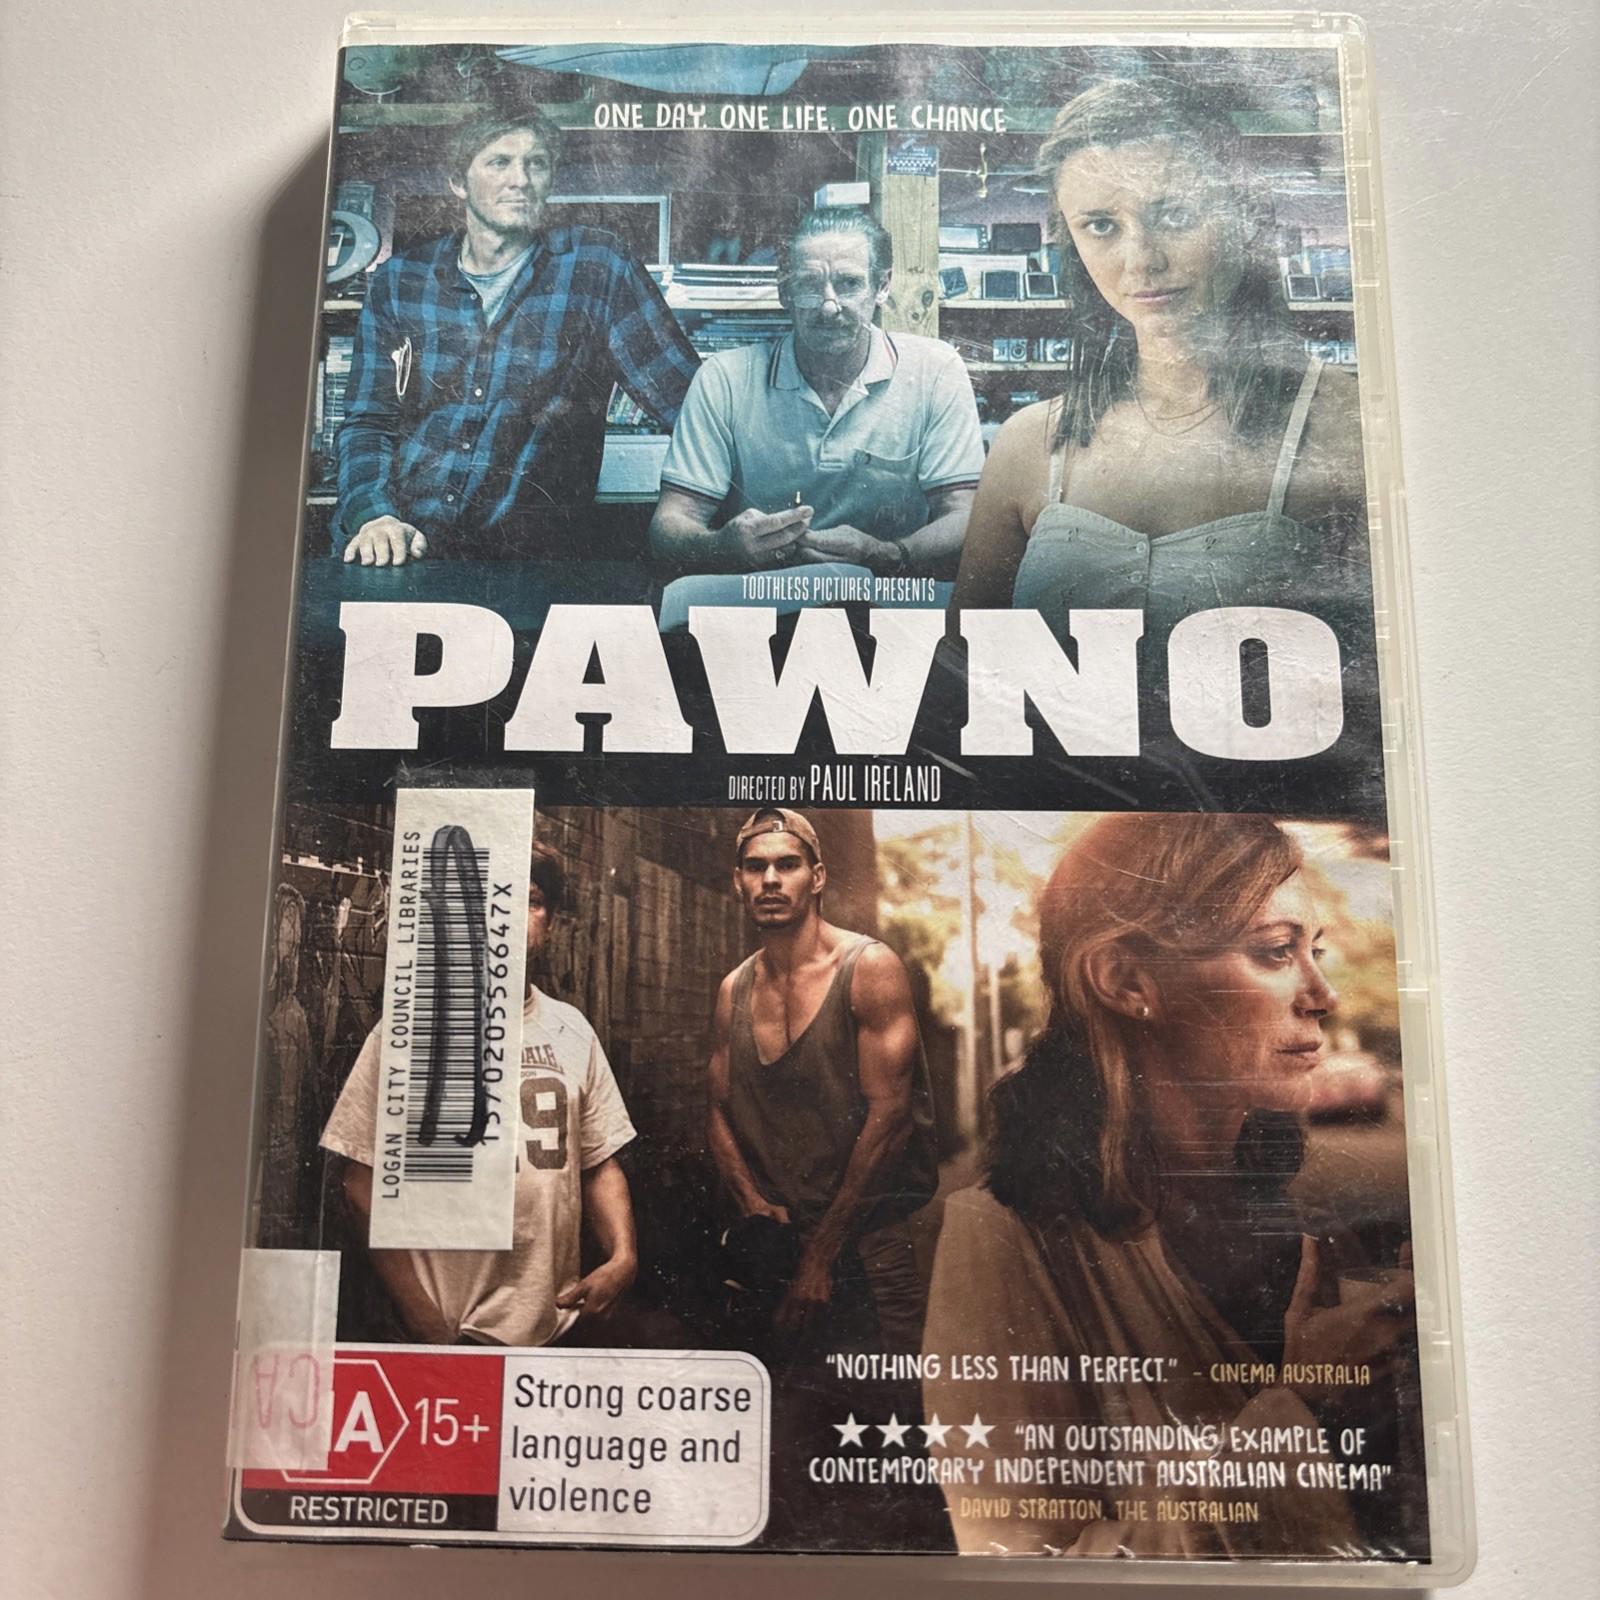 ONE DAY. ONE LIFE. ONE CHANCE
TOOTHLESS PICTURES PRESENTS
PAWNO
DIRECTED BY PAUL IRELAND
LOGAN CITY COUNCIL LIBRARIES
9
A 15+
RESTRICTED
Strong coarse
language and
violence
CA
"NOTHING LESS THAN PERFECT." - CINEMA AUSTRALIA
"AN OUTSTANDING EXAMPLE OF
CONTEMPORARY INDEPENDENT AUSTRALIAN CINEMA"
- DAVID STRATTON, THE AUSTRALIAN